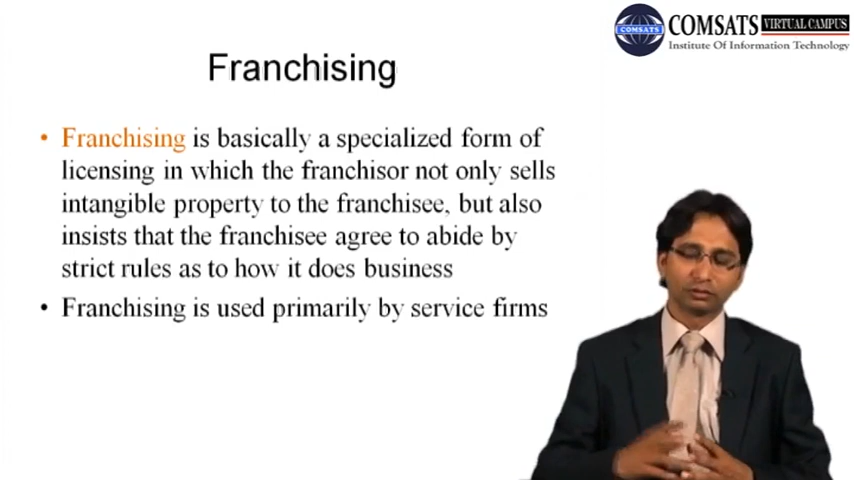 COMSATS VIRTUAL CAMPUS
COMSATS
Institute Of Information Technology
Franchising
• Franchising is basically a specialized form of
licensing in which the franchisor not only sells
intangible property to the franchisee, but also
insists that the franchisee agree to abide by
strict rules as to how it does business
• Franchising is used primarily by service firms